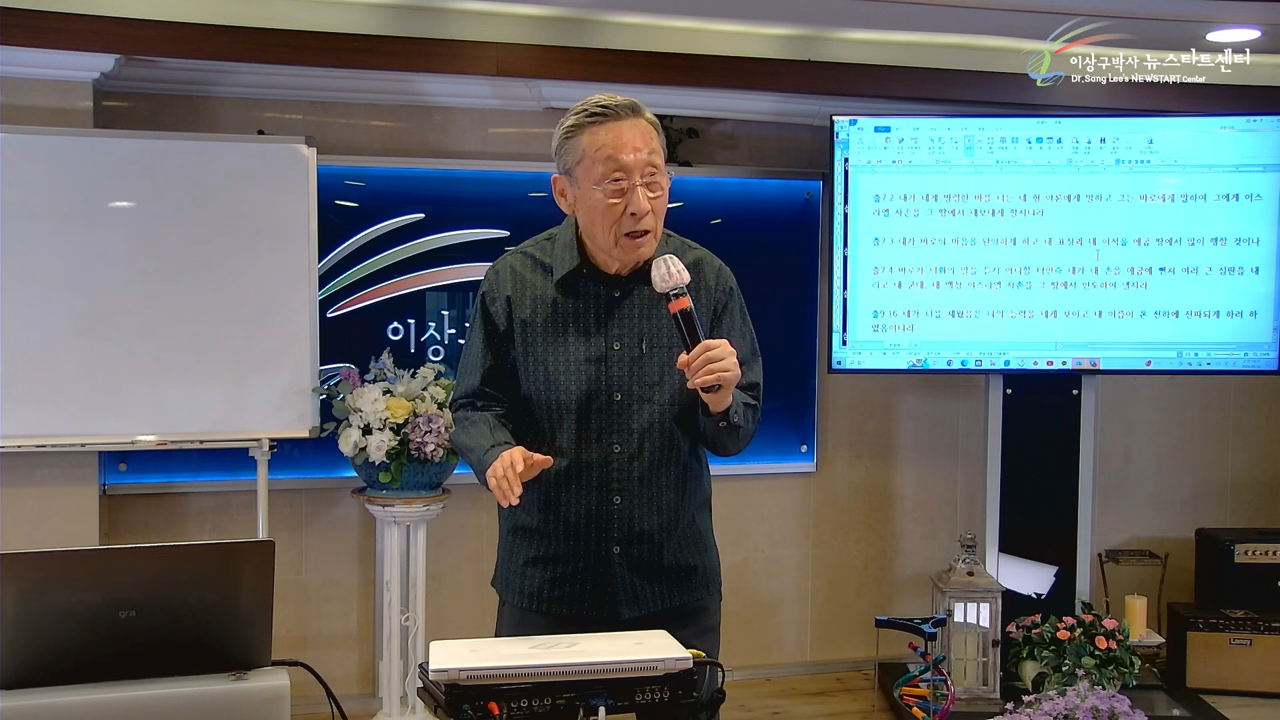 이상구박사 뉴스타트센터
Dr. Sang Lee's NEWSTART Center
이상
gra
출7:2 내가 네게 명령한 바를 너는 네 형 아론에게 말하고 그는 바로에게 말하여 그에게 이스
라엘 자손을 그 땅에서 내보내게 할지니라
출7:3 내가 바로의 마음을 완악하게 하고 내 표징과 내 이적을 애굽 땅에서 많이 행할 것이나
출7:4 바로가 너희의 말을 듣지 아니할 터인즉 내가 내 손을 애굽에 뻗쳐 여러 큰 심판을 내
리고 내 군대, 내 백성 이스라엘 자손을 그 땅에서 인도하여 낼지라
출9:16 내가 너를 세웠음은 나의 능력을 네게 보이고 내 이름이 온 천하에 전파되게 하려 하
였음이니라
Laney